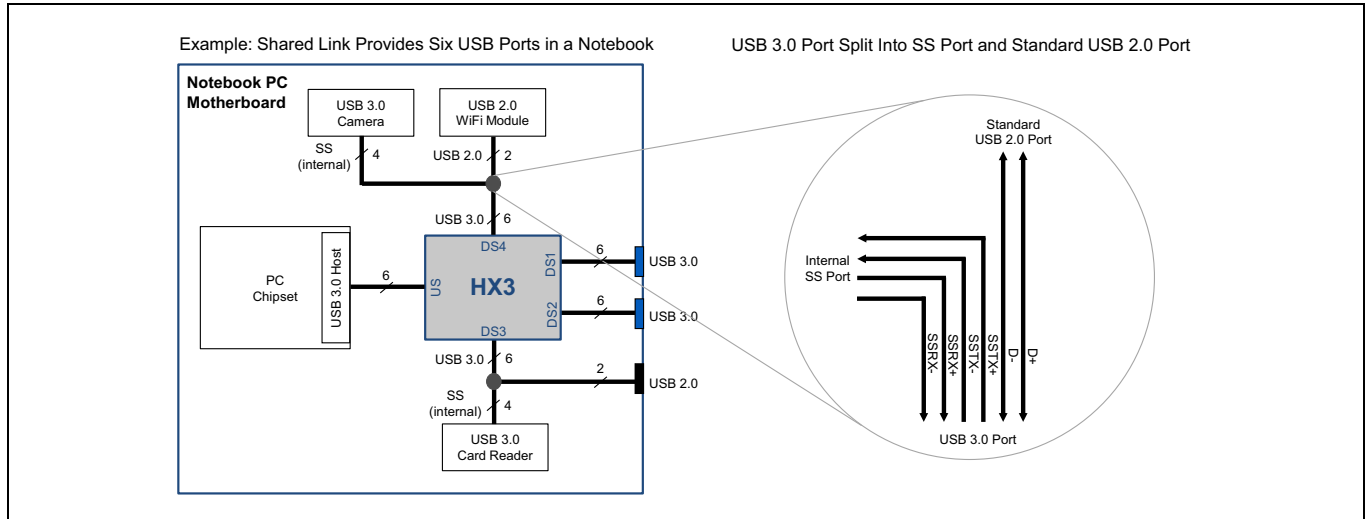 Example: Shared Link Provides Six USB Ports in a Notebook
USB 3.0 Port Split Into SS Port and Standard USB 2.0 Port
Notebook PC
Motherboard
USB 3.0
Camera
USB 2.0
WiFi Module
SS
(internal)
4
USB 2.0
2
USB 3.0
6
DS4
PC
Chipset
USB 3.0 Host
6
US
HX3
DS1
6
USB 3.0
DS2
6
USB 3.0
DS3
USB 3.0
6
2
USB 2.0
SS
(internal)
4
USB 3.0
Card Reader
Standard
USB 2.0 Port
Internal
SS Port
SSRX-
SSRX+
SSTX-
SSTX+
D-
D+
USB 3.0 Port